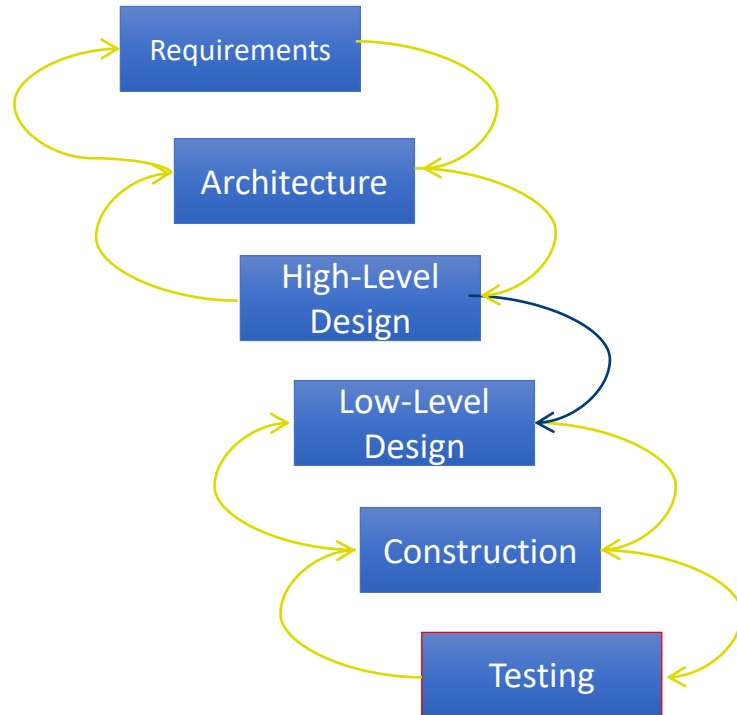 Requirements
Architecture
High-Level
Design
Low-Level
Design
Construction
Testing